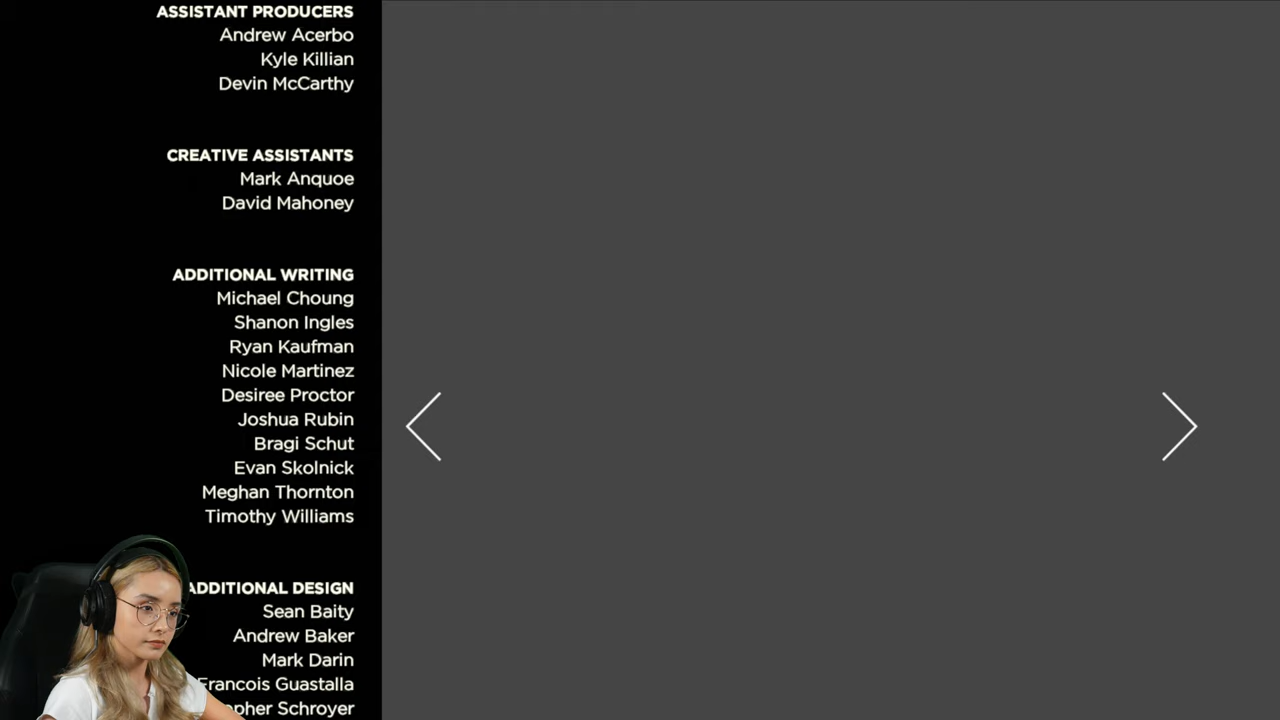 ASSISTANT PRODUCERS
Andrew Acerbo
Kyle Killian
Devin McCarthy
CREATIVE ASSISTANTS
Mark Anquoe
David Mahoney
ADDITIONAL WRITING
Michael Choung
Shanon Ingles
Ryan Kaufman
Nicole Martinez
Desiree Proctor
Joshua Rubin
Bragi Schut
Evan Skolnick
Meghan Thornton
Timothy Williams
ADDITIONAL DESIGN
Sean Baity
Andrew Baker
Mark Darin
Francois Guastalla
Schroyer